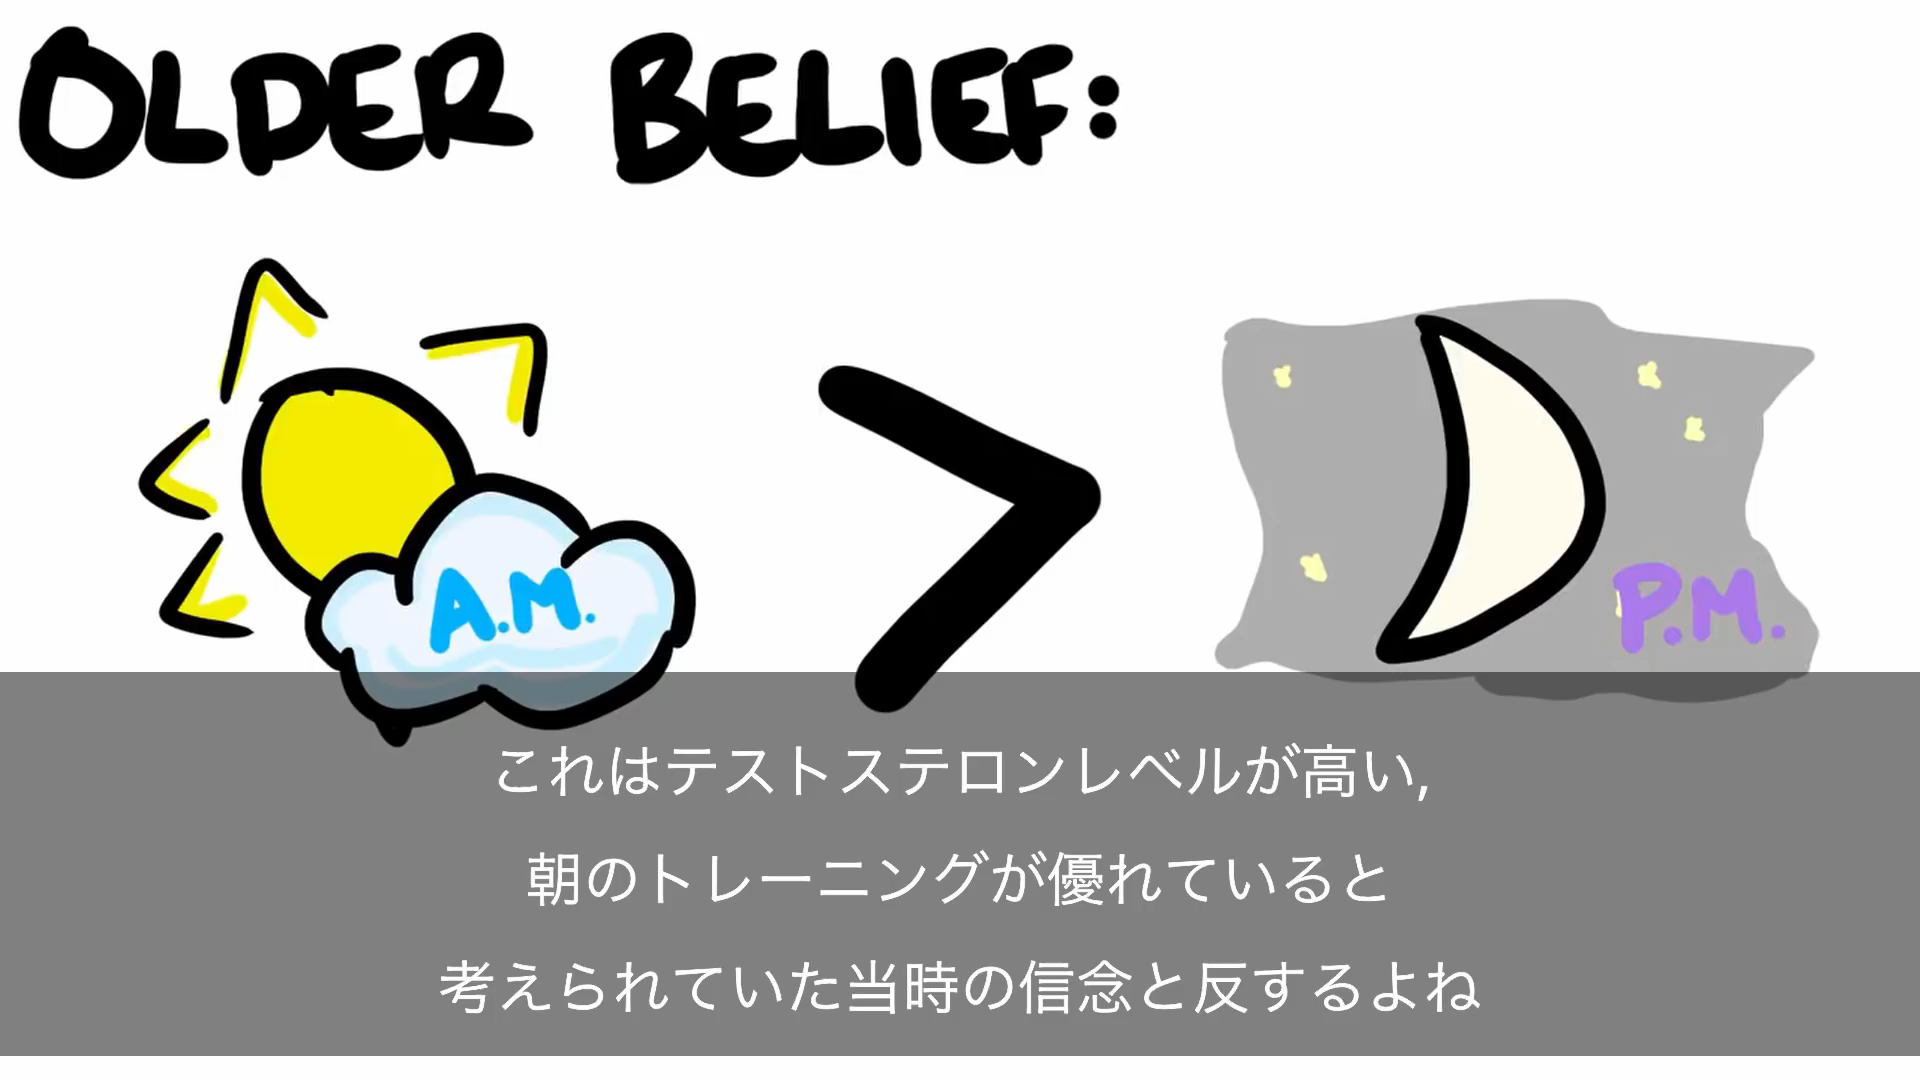 OLDER BELIEF:
A.M.
>
P.M.
これはテストステロンレベルが高い,
朝のトレーニングが優れていると
考えられていた当時の信念と反するよね